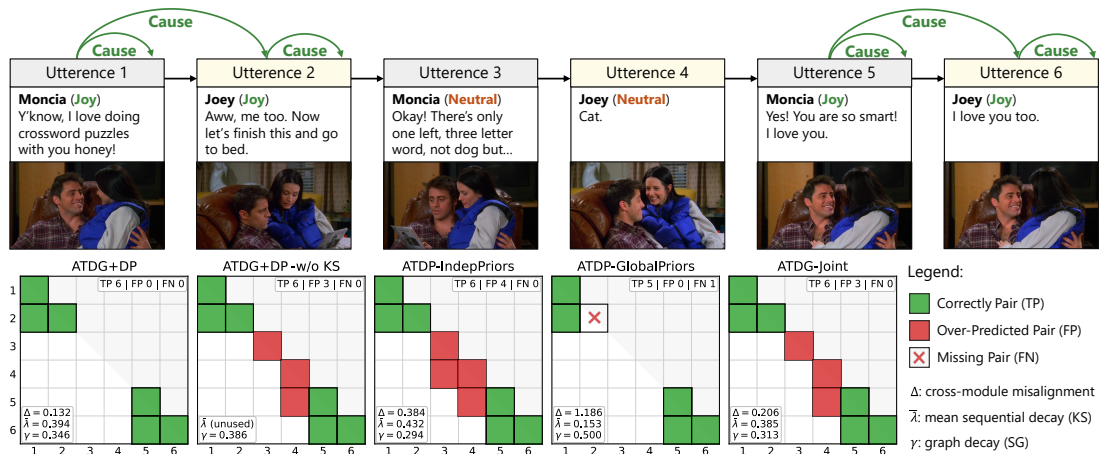 Cause
Cause
Cause
Cause
Cause
Cause
Utterence 1
Utterence 2
Utterence 3
Utterence 4
Utterence 5
Utterence 6
Moncia (Joy)
Y'know, I love doing
crossword puzzles
with you honey!
Joey (Joy)
Aww, me too. Now
let's finish this and go
to bed.
Moncia (Neutral)
Okay! There's only
one left, three letter
word, not dog but...
Joey (Neutral)
Cat.
Moncia (Joy)
Yes! You are so smart!
I love you.
Moncia (Joy)
I love you too.
ATDG+DP
TP 6 | FP 0 | FN 0
1
2
3
4
5
6
Δ = 0.132
λ̄ = 0.394
γ = 0.346
1 2 3 4 5 6
ATDG+DP -w/o KS
TP 6 | FP 3 | FN 0
λ̄ (unused)
γ = 0.386
1 2 3 4 5 6
ATDP-IndepPriors
TP 6 | FP 4 | FN 0
Δ = 0.384
λ̄ = 0.432
γ = 0.294
1 2 3 4 5 6
ATDP-GlobalPriors
TP 5 | FP 0 | FN 1
Δ = 1.186
λ̄ = 0.153
γ = 0.500
1 2 3 4 5 6
ATDG-Joint
TP 6 | FP 3 | FN 0
Δ = 0.206
λ̄ = 0.385
γ = 0.313
1 2 3 4 5 6
Legend:
Correctly Pair (TP)
Over-Predicted Pair (FP)
Missing Pair (FN)
Δ: cross-module misalignment
λ̄: mean sequential decay (KS)
γ: graph decay (SG)